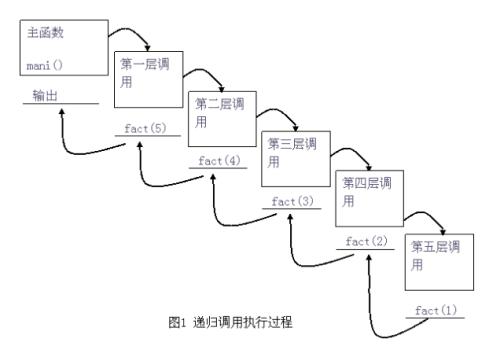 主函数
mani()
输出
第一层调
用
fact(5)
第二层调
用
fact(4)
第三层调
用
fact(3)
第四层调
用
fact(2)
第五层调
用
fact(1)
图1 递归调用执行过程